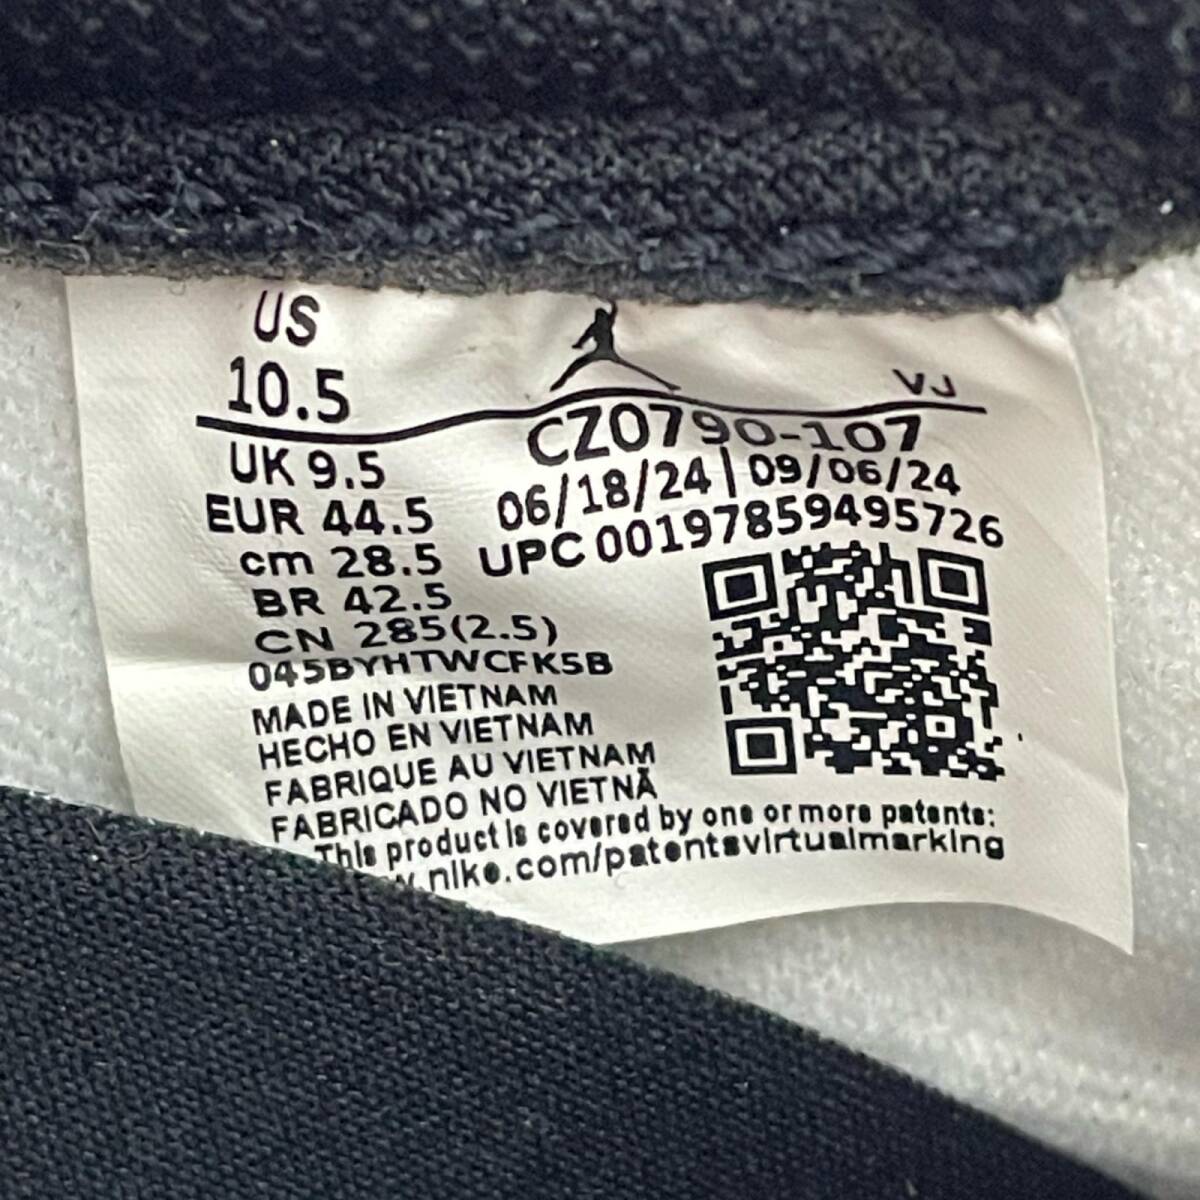 US
10.5
VJ
UK 9.5
EUR 44.5
cm 28.5
BR 42.5
CN 285(2.5)
CZ0790-107
06/18/24 | 09/06/24
UPC 00197859495726
045BYHTWCFK5B
MADE IN VIETNAM
HECHO EN VIETNAM
FABRIQUE AU VIETNAM
FABRICADO NO VIETNÃ
This product is covered by one or more patents:
.nike.com/patentsvirtualmarking